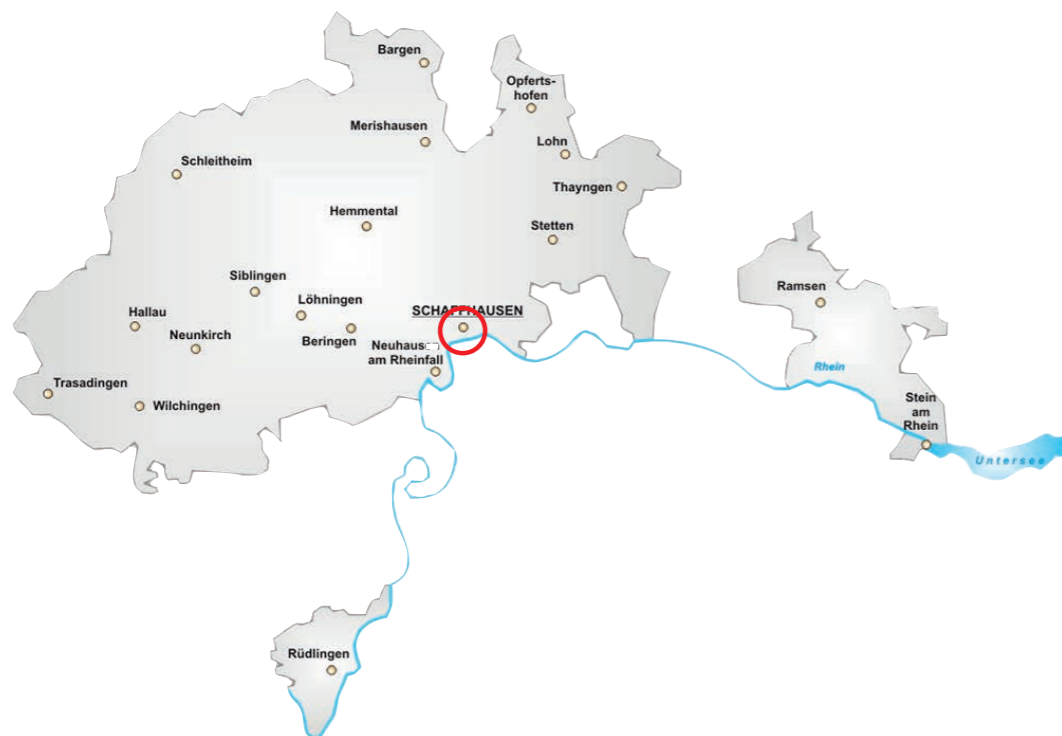 Bargen
Opferts-
hofen
Merishausen
Lohn
Schleitheim
Thayngen
Hemmental
Stetten
Siblingen
Ramsen
Löhningen
Hallau
SCHAFFHAUSEN
Neunkirch
Beringen
Neuhaus
am Rheinfall
Rhein
Trasadingen
Wilchingen
Stein
am
Rhein
Untersee
Rüdlingen